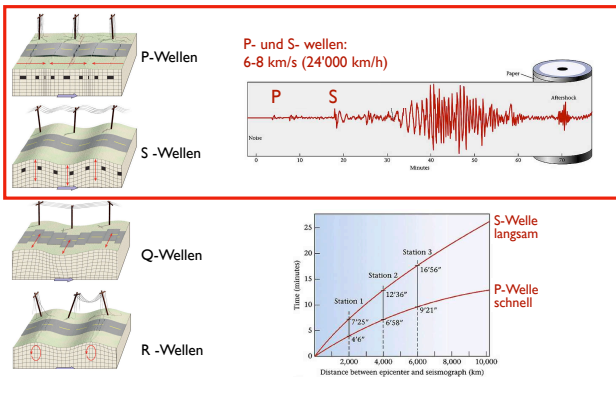 P-Wellen
S -Wellen
Q-Wellen
R -Wellen
P- und S- wellen:
6-8 km/s (24'000 km/h)
P
S
Paper
Aftershock
Noise
0 10 20 30 40 50 60 70
Minutes
S-Welle
langsam
P-Welle
schnell
Time (minutes)
25
20
15
10
5
0
Station 1
Station 2
Station 3
7'25"
4'6"
12'36"
6'58"
16'56"
9'21"
2,000 4,000 6,000 8,000 10,000
Distance between epicenter and seismograph (km)